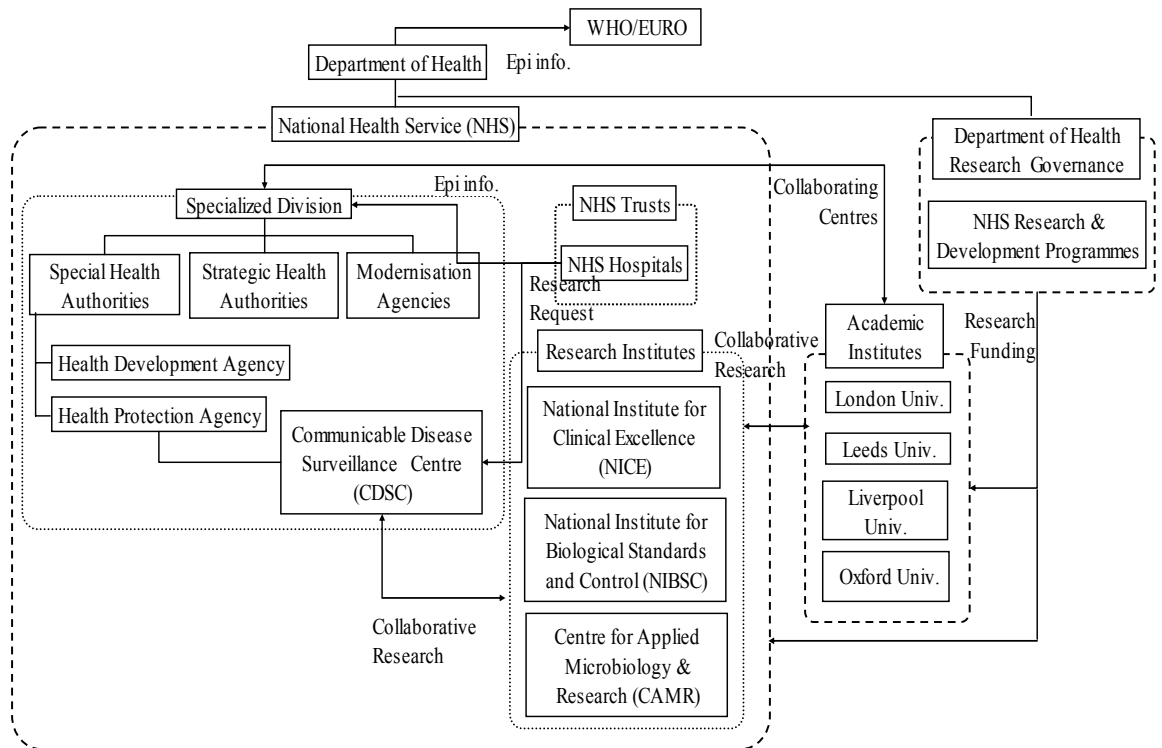 WHO/EURO
Department of Health
Epi info.
National Health Service (NHS)
Department of Health
Research Governance
NHS Research &
Development Programmes
Epi info.
Collaborating
Centres
Specialized Division
NHS Trusts
NHS Hospitals
Special Health
Authorities
Strategic Health
Authorities
Modernisation
Agencies
Research
Request
Academic
Institutes
Research
Funding
Research Institutes
Collaborative
Research
Health Development Agency
Health Protection Agency
Communicable Disease
Surveillance Centre
(CDSC)
National Institute for
Clinical Excellence
(NICE)
London Univ.
Leeds Univ.
Liverpool
Univ.
Oxford Univ.
National Institute for
Biological Standards
and Control (NIBSC)
Collaborative
Research
Centre for Applied
Microbiology &
Research (CAMR)